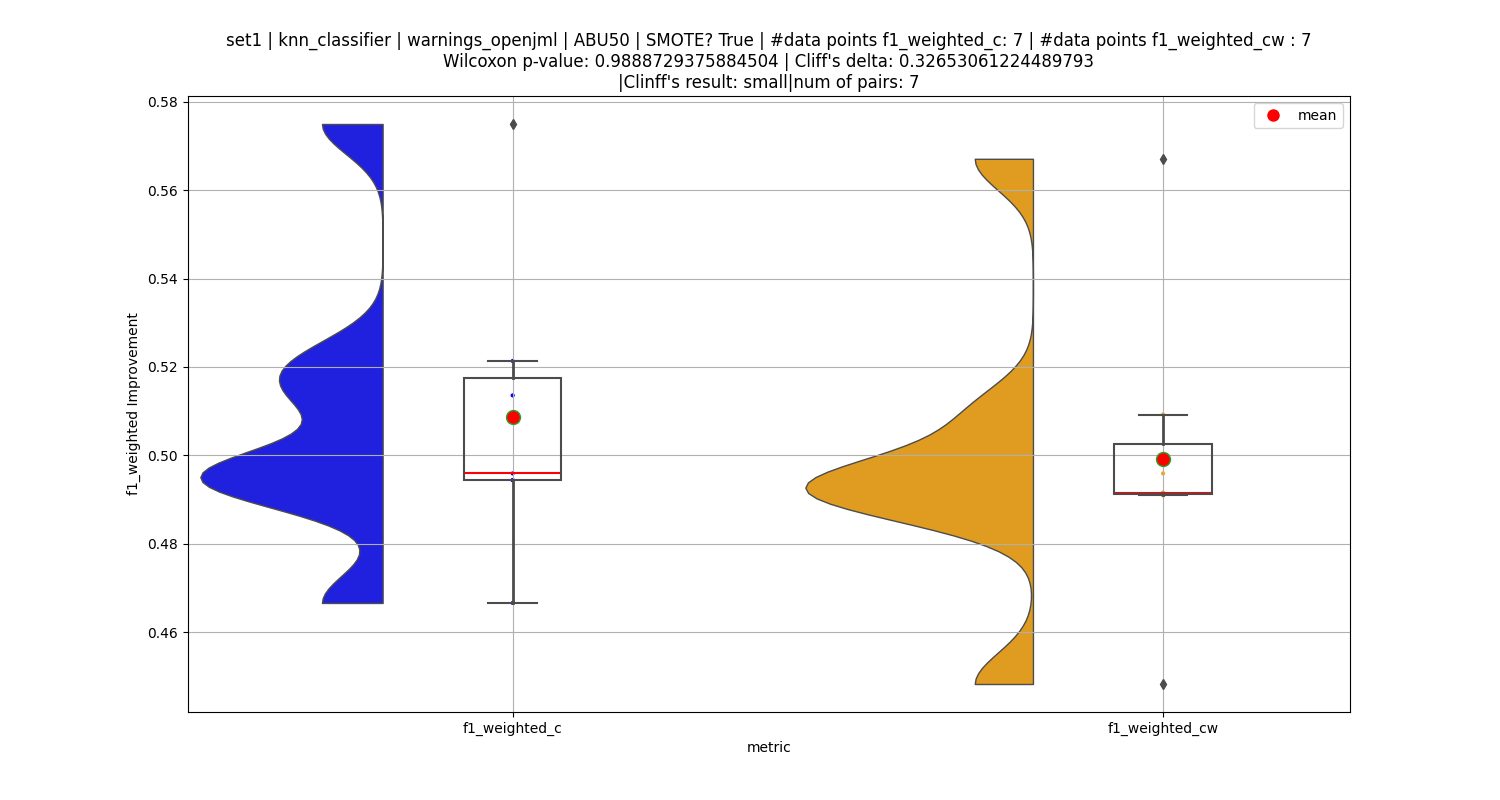 set1 | knn_classifier | warnings_openjml | ABU50 | SMOTE? True | #data points f1_weighted_c: 7 | #data points f1_weighted_cw : 7
Wilcoxon p-value: 0.9888729375884504 | Cliff's delta: 0.32653061224489793
|Clinff's result: small|num of pairs: 7
mean
0.58
0.56
0.54
0.52
0.50
0.48
0.46
f1_weighted Improvement
f1_weighted_c
f1_weighted_cw
metric